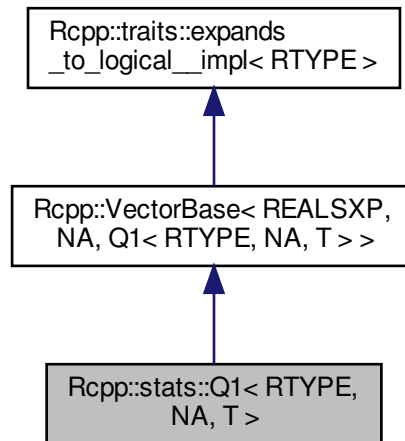 Rcpp::traits::expands
_to_logical__impl< RTYPE >
Rcpp::VectorBase< REALSXP,
NA, Q1< RTYPE, NA, T > >
Rcpp::stats::Q1< RTYPE,
NA, T >